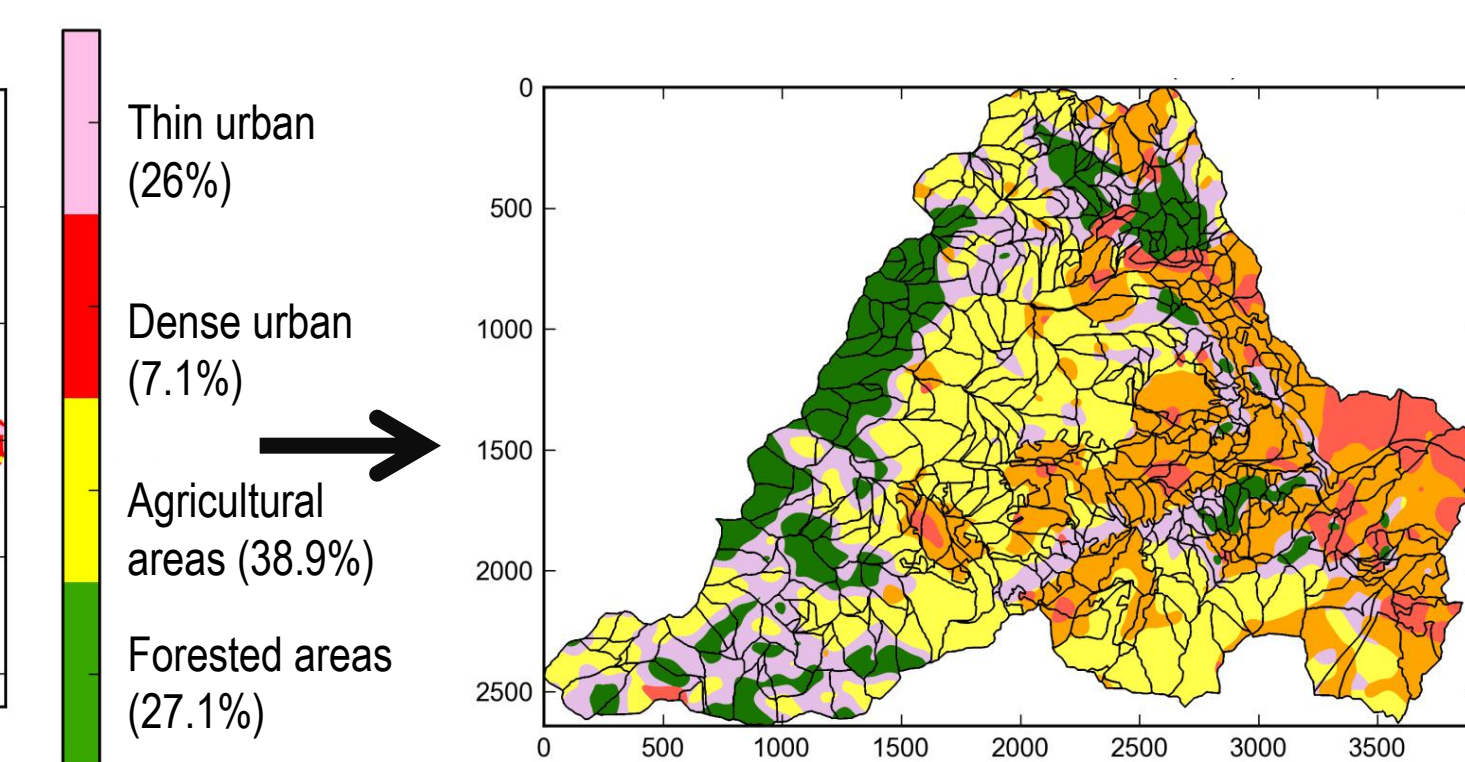 Thin urban
(26%)
Dense urban
(7.1%)
Agricultural
areas (38.9%)
Forested areas
(27.1%)
0
500
1000
1500
2000
2500
0 500 1000 1500 2000 2500 3000 3500